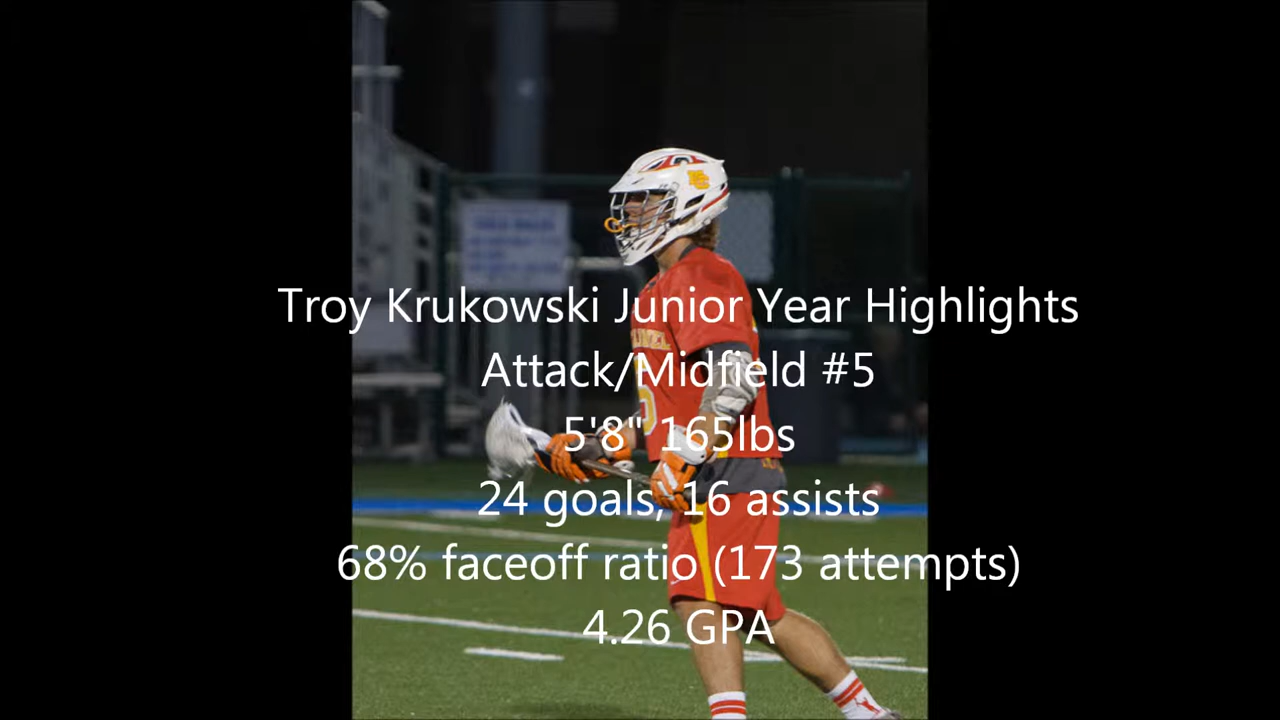 Troy Krukowski Junior Year Highlights
Attack/Midfield #5
5'8" 165lbs
24 goals, 16 assists
68% faceoff ratio (173 attempts)
4.26 GPA